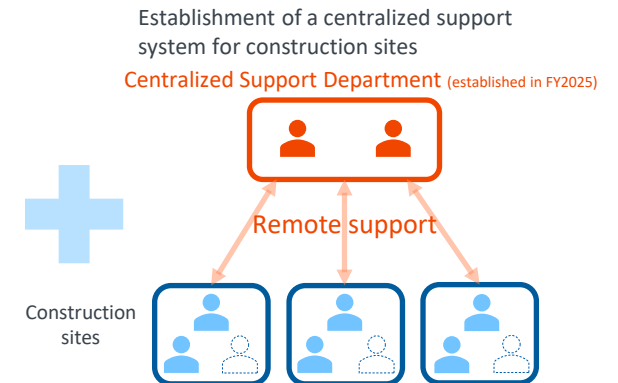 Establishment of a centralized support
system for construction sites
Centralized Support Department (established in FY2025)
Remote support
Construction
sites